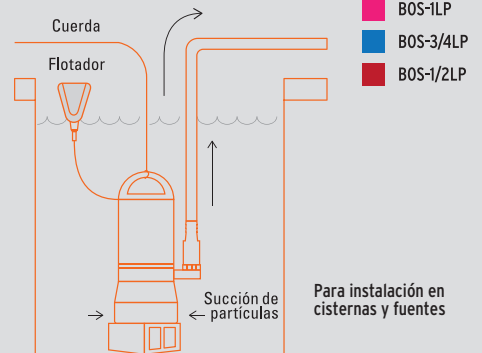 BOS-1LP
BOS-3/4LP
BOS-1/2LP
Cuerda
Flotador
Succión de
partículas
Para instalación en
cisternas y fuentes